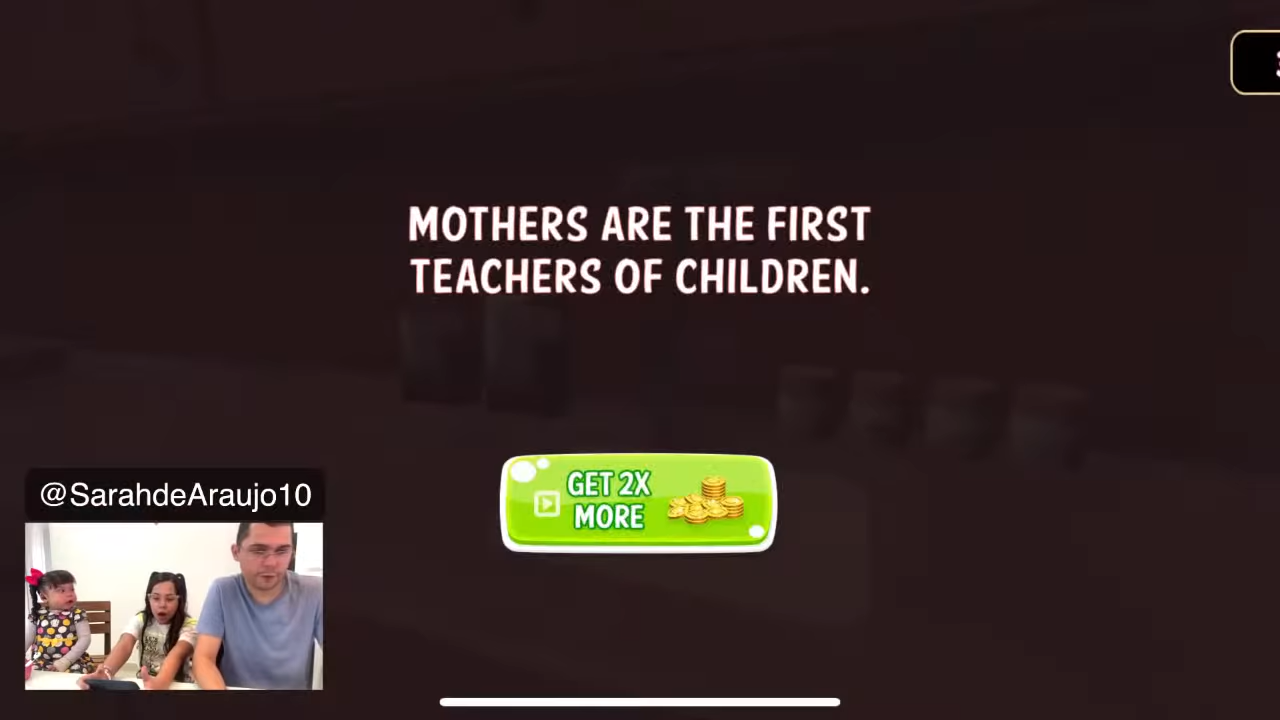 MOTHERS ARE THE FIRST
TEACHERS OF CHILDREN.
GET 2X
MORE
@SarahdeAraujo10